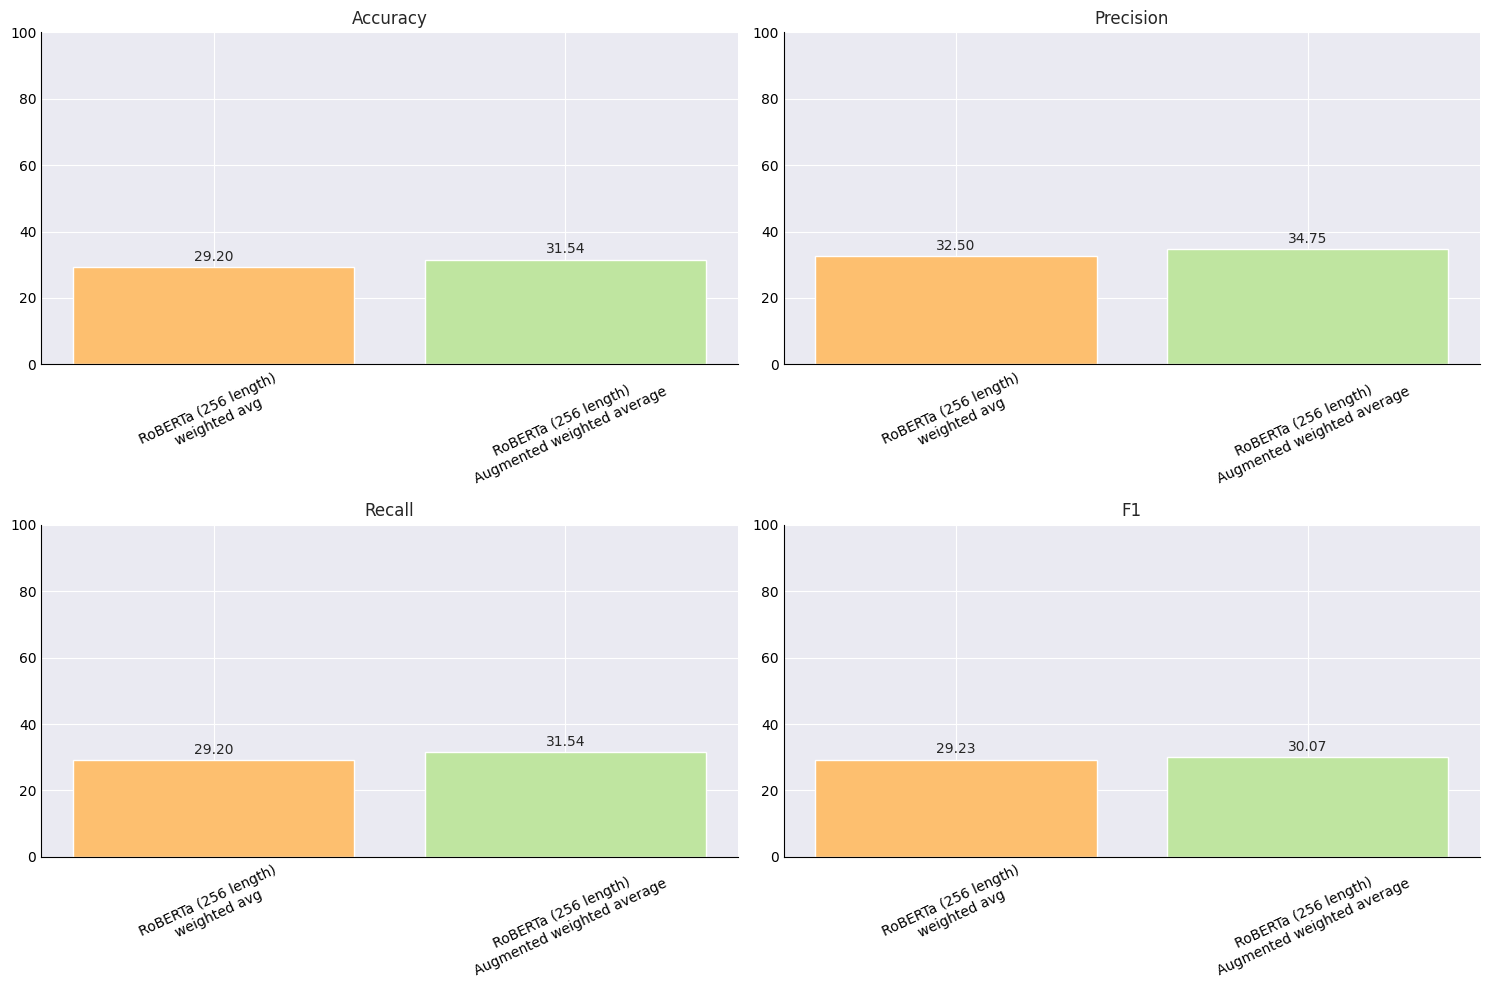 Accuracy
100
80
60
40
20
0
29.20
31.54
RoBERTa (256 length)
weighted avg
RoBERTa (256 length)
Augmented weighted average
Precision
100
80
60
40
20
0
32.50
34.75
RoBERTa (256 length)
weighted avg
RoBERTa (256 length)
Augmented weighted average
Recall
100
80
60
40
20
0
29.20
31.54
RoBERTa (256 length)
weighted avg
RoBERTa (256 length)
Augmented weighted average
F1
100
80
60
40
20
0
29.23
30.07
RoBERTa (256 length)
weighted avg
RoBERTa (256 length)
Augmented weighted average